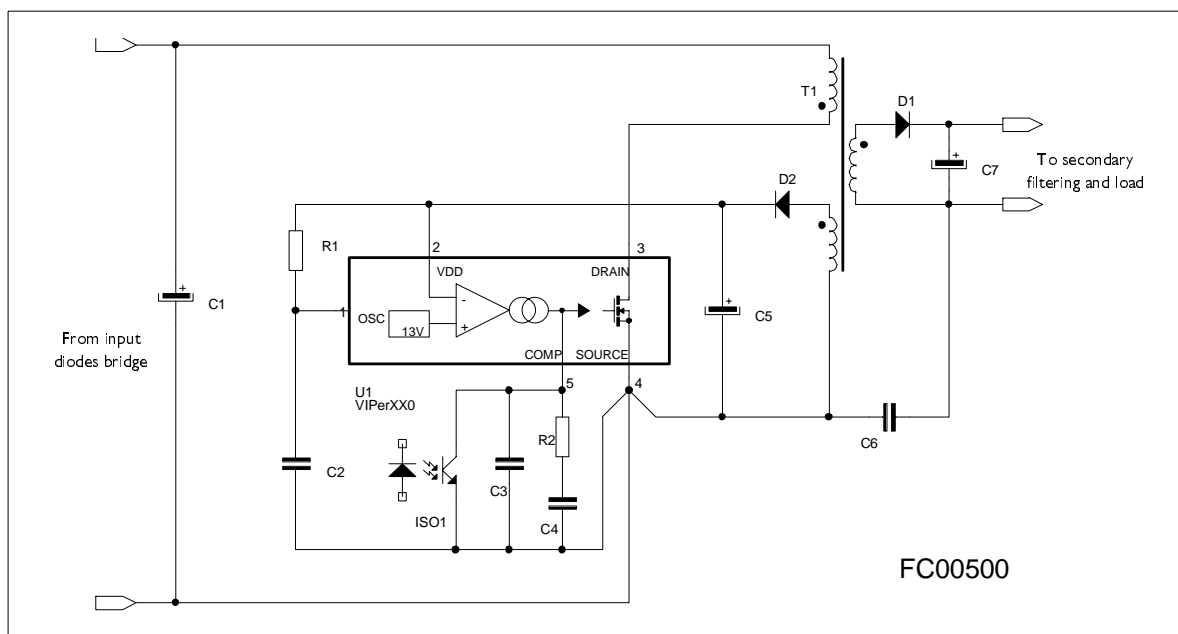 T1
D1
C7
To secondary
filtering and load
D2
R1
2
3
VDD
DRAIN
C1
1
OSC
13V
-
+
C5
COMP
SOURCE
From input
diodes bridge
U1
VIPerXX0
5
4
R2
C6
C2
C3
ISO1
C4
FC00500